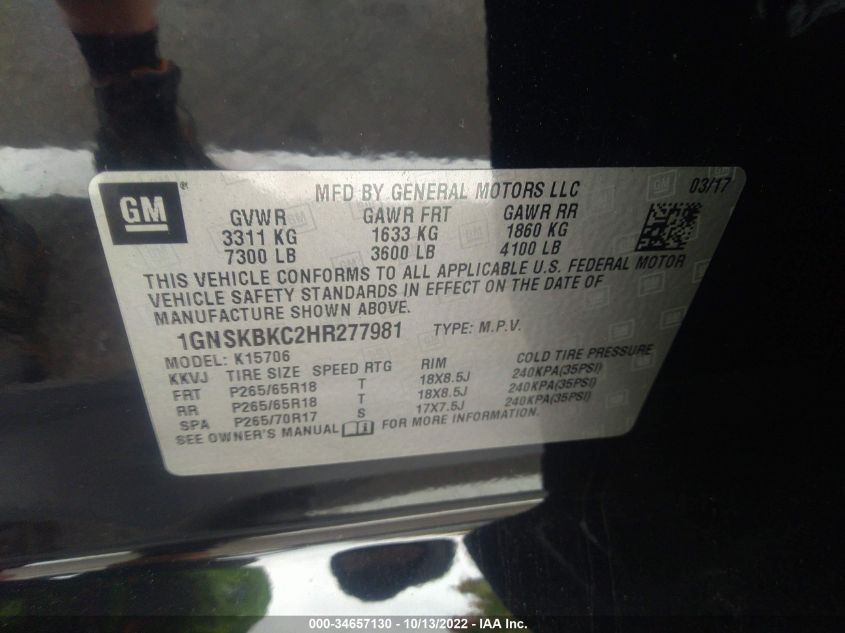 GM ®
MFD BY GENERAL MOTORS LLC 03/17
GVWR GAWR FRT GAWR RR
3311 KG 1633 KG 1860 KG
7300 LB 3600 LB 4100 LB
THIS VEHICLE CONFORMS TO ALL APPLICABLE U.S. FEDERAL MOTOR
VEHICLE SAFETY STANDARDS IN EFFECT ON THE DATE OF
MANUFACTURE SHOWN ABOVE.
1GNSKBKC2HR277981 TYPE: M.P.V.
MODEL: K15706
KKVJ TIRE SIZE SPEED RTG RIM COLD TIRE PRESSURE
FRT P265/65R18 T 18X8.5J 240KPA(35PSI)
RR P265/65R18 T 18X8.5J 240KPA(35PSI)
SPA P265/70R17 S 17X7.5J 240KPA(35PSI)
SEE OWNER'S MANUAL FOR MORE INFORMATION.
000-34657130 - 10/13/2022 - IAA Inc.